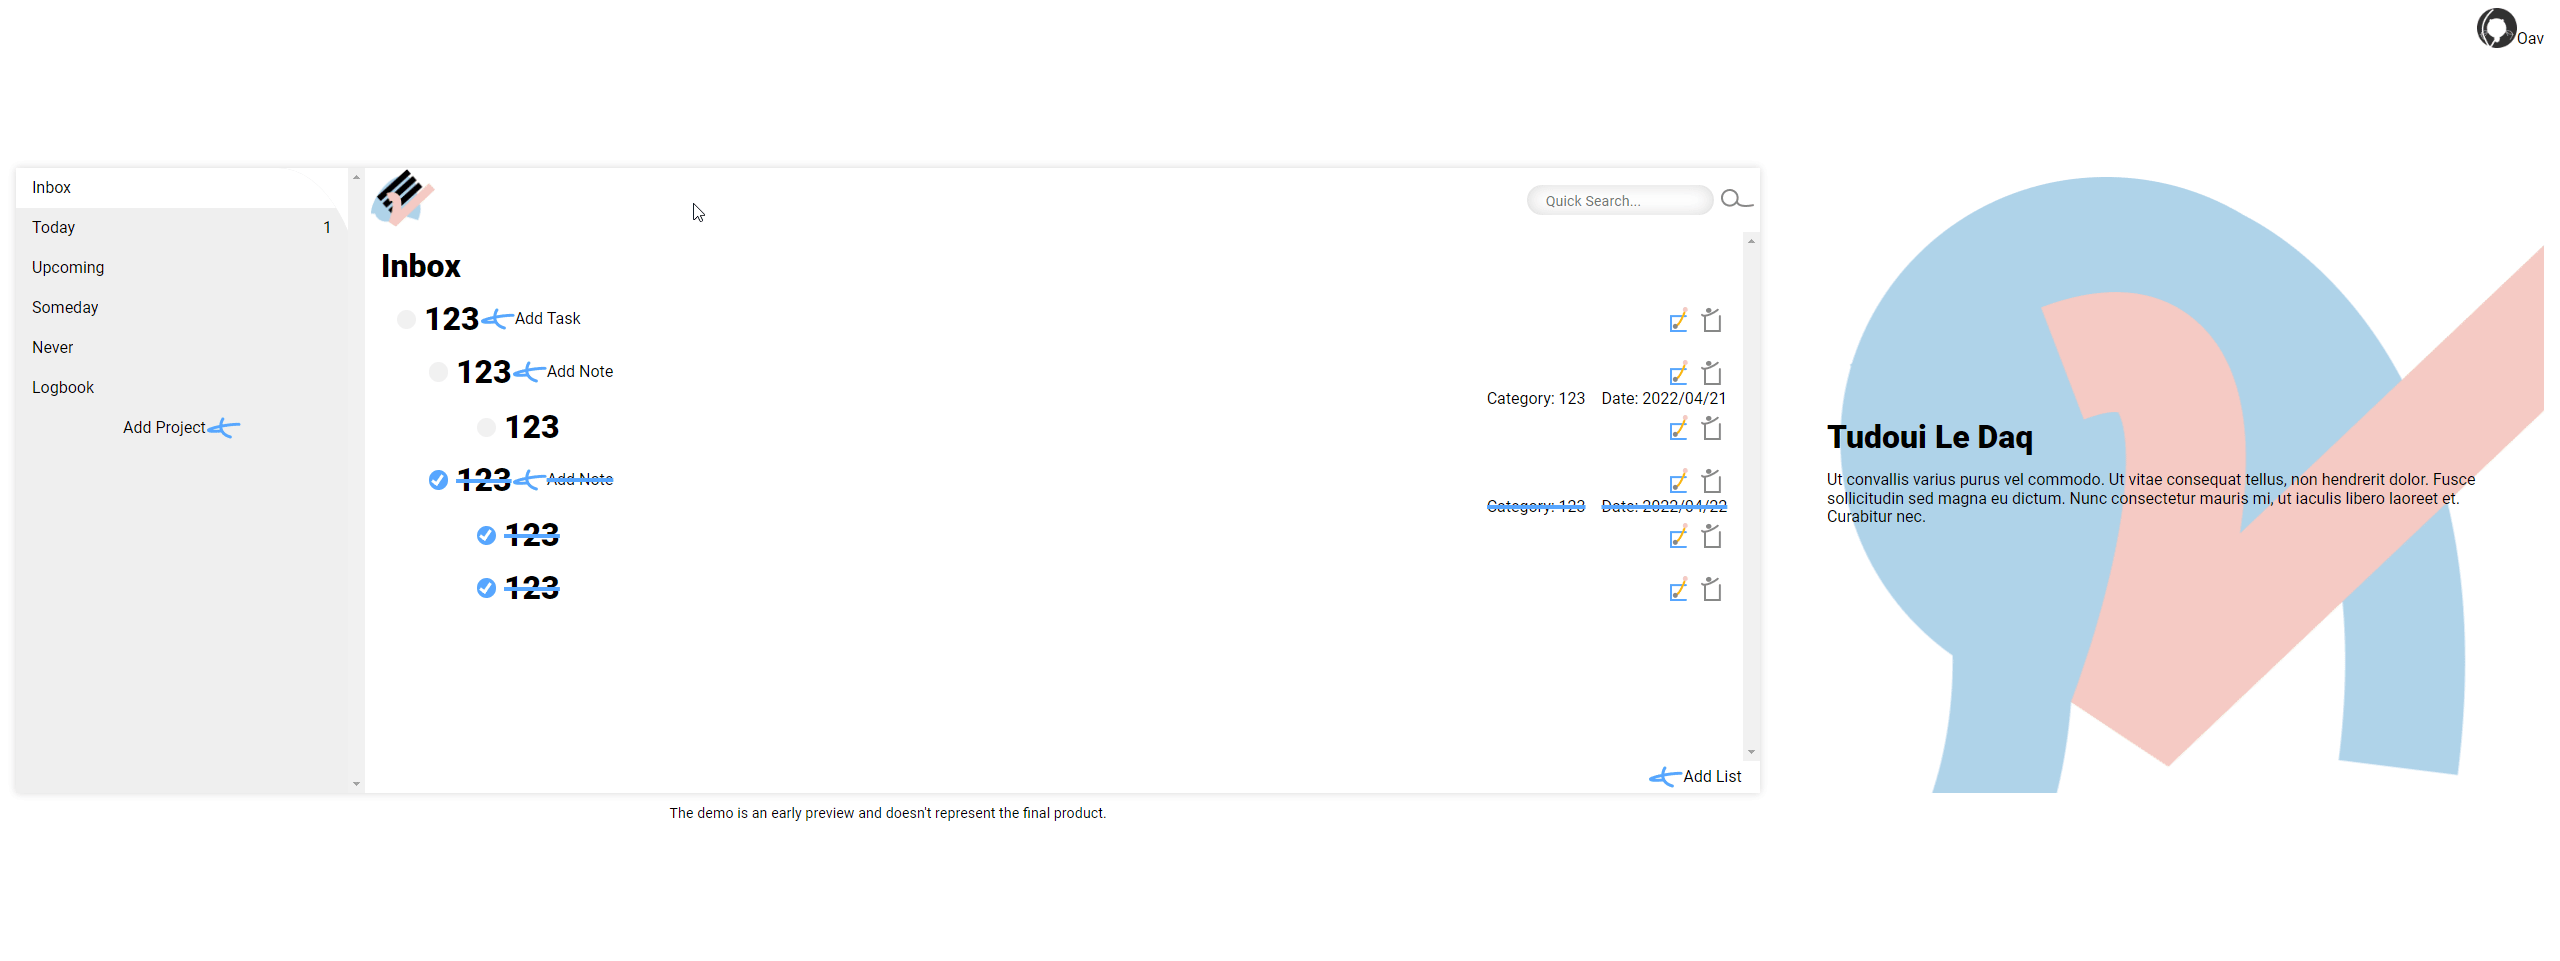 Oav
Inbox
Today 1
Upcoming
Someday
Never
Logbook
Add Project
Quick Search...
Inbox
123 Add Task
123 Add Note
Category: 123 Date: 2022/04/21
123
123 Add Note
Category: 123 Date: 2022/04/22
123
123
Add List
The demo is an early preview and doesn't represent the final product.
Tudoui Le Daq
Ut convallis varius purus vel commodo. Ut vitae consequat tellus, non hendrerit dolor. Fusce
sollicitudin sed magna eu dictum. Nunc consectetur mauris mi, ut iaculis libero laoreet et.
Curabitur nec.